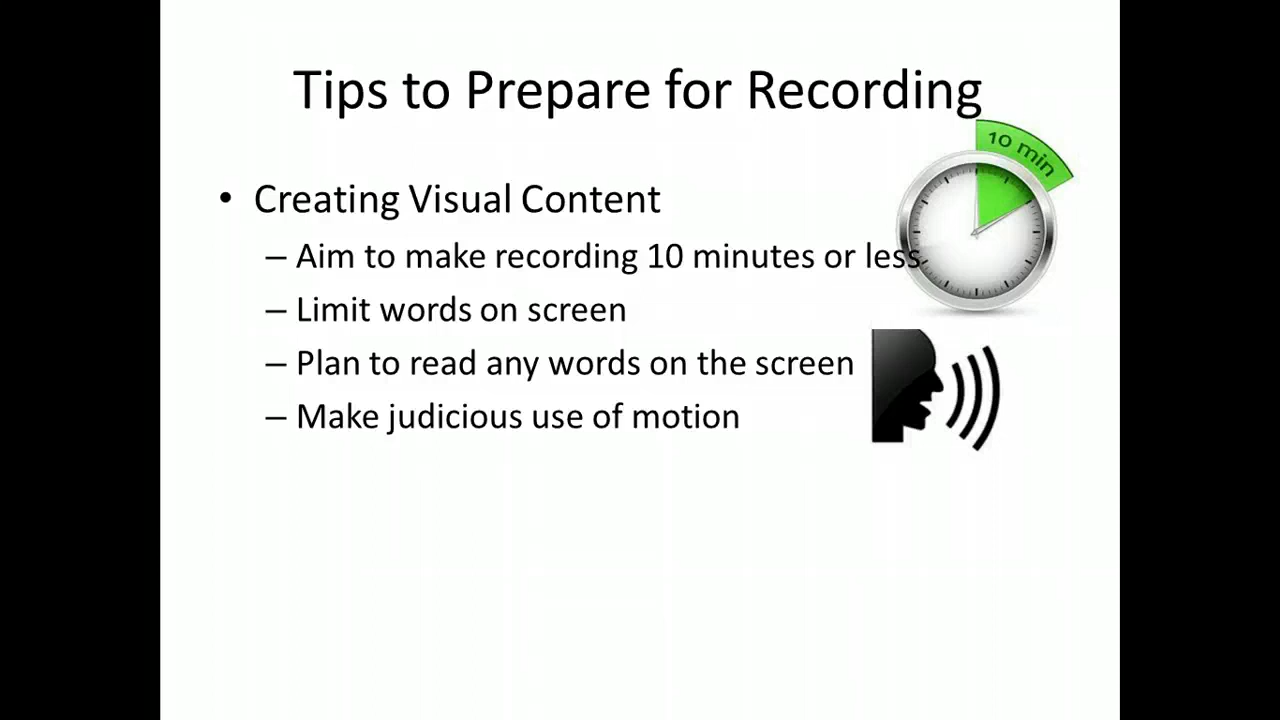 Tips to Prepare for Recording
10 min
• Creating Visual Content
– Aim to make recording 10 minutes or less
– Limit words on screen
– Plan to read any words on the screen
– Make judicious use of motion